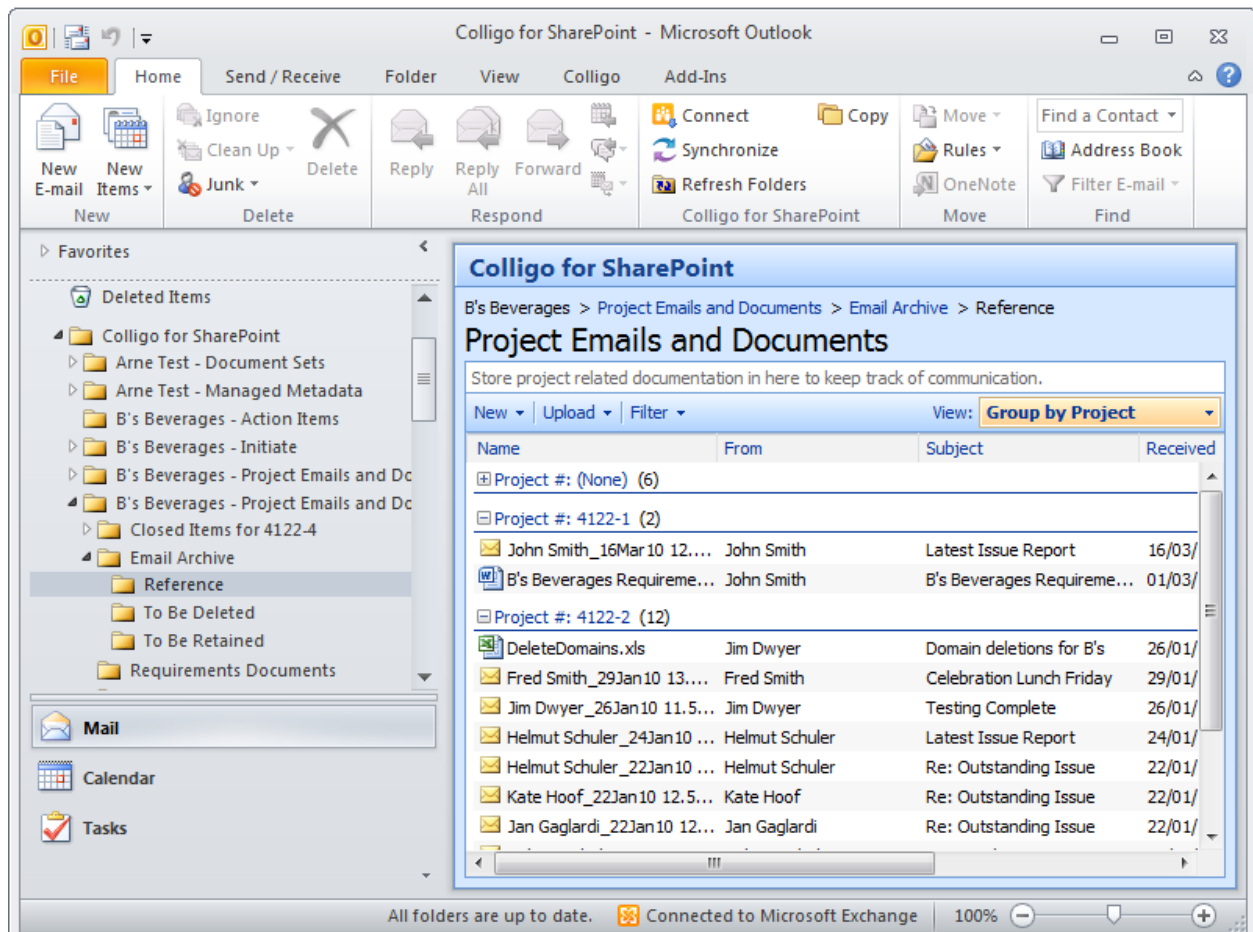 Colligo for SharePoint - Microsoft Outlook
File Home Send / Receive Folder View Colligo Add-Ins
New E-mail
New Items
New
Ignore
Clean Up
Junk
Delete
Delete
Reply
Reply All
Forward
Respond
Connect
Copy
Synchronize
Refresh Folders
Colligo for SharePoint
Move
Rules
OneNote
Move
Find a Contact
Address Book
Filter E-mail
Find
Favorites
Deleted Items
Colligo for SharePoint
Arne Test - Document Sets
Arne Test - Managed Metadata
B's Beverages - Action Items
B's Beverages - Initiate
B's Beverages - Project Emails and Dc
B's Beverages - Project Emails and Dc
Closed Items for 4122-4
Email Archive
Reference
To Be Deleted
To Be Retained
Requirements Documents
Mail
Calendar
Tasks
Colligo for SharePoint
B's Beverages > Project Emails and Documents > Email Archive > Reference
Project Emails and Documents
Store project related documentation in here to keep track of communication.
New Upload Filter View: Group by Project
Name From Subject Received
Project #: (None) (6)
Project #: 4122-1 (2)
John Smith_16Mar10 12.... John Smith Latest Issue Report 16/03/
B's Beverages Requireme... John Smith B's Beverages Requireme... 01/03/
Project #: 4122-2 (12)
DeleteDomains.xls Jim Dwyer Domain deletions for B's 26/01/
Fred Smith_29Jan10 13.... Fred Smith Celebration Lunch Friday 29/01/
Jim Dwyer_26Jan10 11.5... Jim Dwyer Testing Complete 26/01/
Helmut Schuler_24Jan10 ... Helmut Schuler Latest Issue Report 24/01/
Helmut Schuler_22Jan10 ... Helmut Schuler Re: Outstanding Issue 22/01/
Kate Hoof_22Jan10 12.5... Kate Hoof Re: Outstanding Issue 22/01/
Jan Gaglardi_22Jan10 12... Jan Gaglardi Re: Outstanding Issue 22/01/
All folders are up to date. Connected to Microsoft Exchange 100%